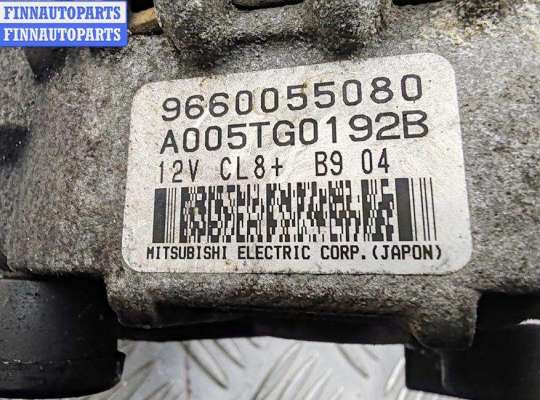 FINNAUTOPARTS
FINNAUTOPARTS
9660055080
A005TG0192B
12V CL8+ B9 04
MITSUBISHI ELECTRIC CORP.(JAPON)